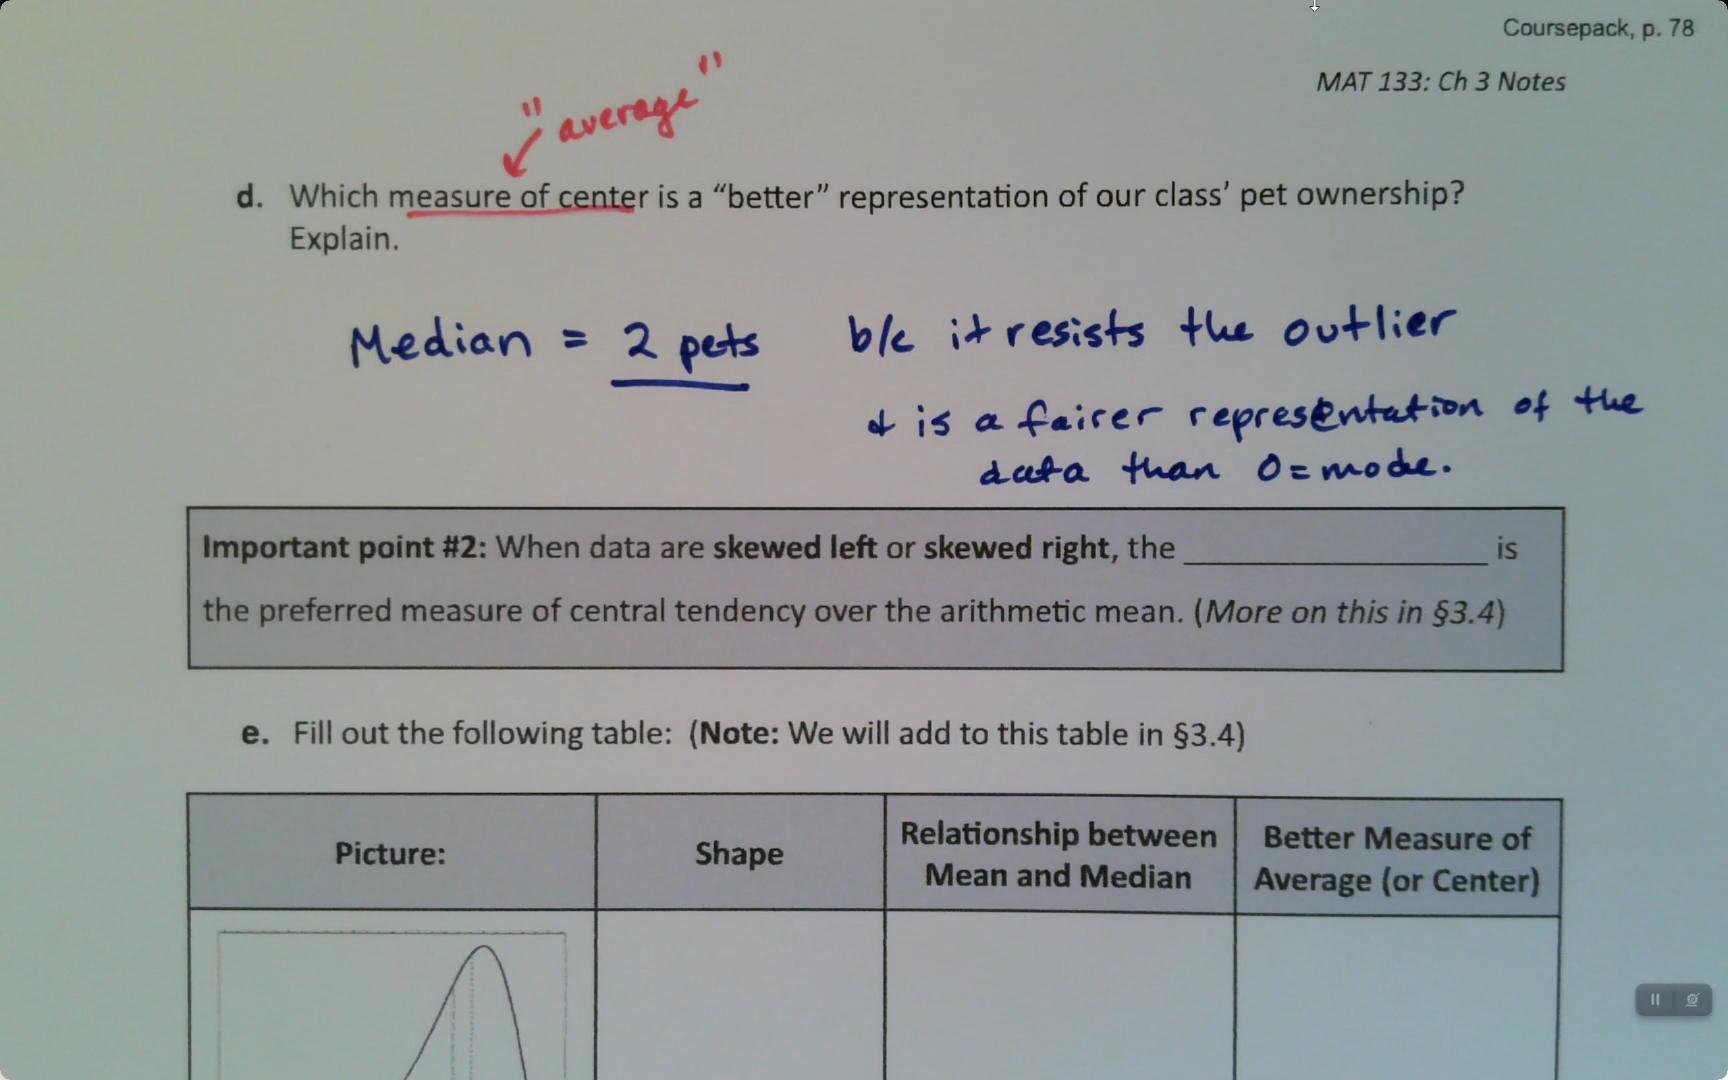 Coursepack, p. 78
MAT 133: Ch 3 Notes
"average"
d. Which measure of center is a “better” representation of our class’ pet ownership?
Explain.
Median = 2 pets b/c it resists the outlier
& is a fairer representation of the
data than 0 = mode.
Important point #2: When data are skewed left or skewed right, the ____________________ is
the preferred measure of central tendency over the arithmetic mean. (More on this in §3.4)
e. Fill out the following table: (Note: We will add to this table in §3.4)
Picture:
Shape
Relationship between
Mean and Median
Better Measure of
Average (or Center)